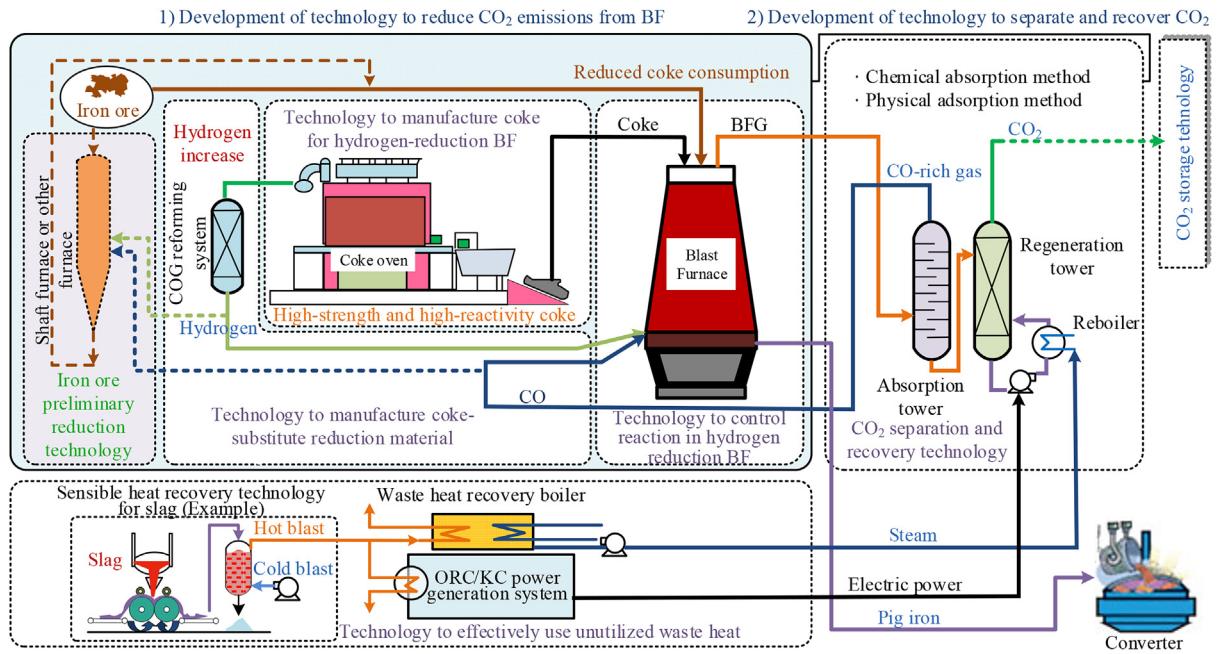 1) Development of technology to reduce CO₂ emissions from BF
2) Development of technology to separate and recover CO₂
Iron ore
Reduced coke consumption
· Chemical absorption method
· Physical adsorption method
CO₂ storage tehnology
Hydrogen
increase
Technology to manufacture coke
for hydrogen-reduction BF
Coke
BFG
CO₂
CO-rich gas
Shaft furnace or other
furnace
COG reforming
system
Coke oven
Blast
Furnace
Regeneration
tower
High-strength and high-reactivity coke
Hydrogen
Reboiler
Iron ore
preliminary
reduction
technology
CO
Absorption
tower
Technology to manufacture coke-
substitute reduction material
Technology to control
reaction in hydrogen
reduction BF
CO₂ separation and
recovery technology
Sensible heat recovery technology
for slag (Example)
Waste heat recovery boiler
Hot blast
Slag
Cold blast
Steam
ORC/KC power
generation system
Electric power
Pig iron
Technology to effectively use unutilized waste heat
Converter